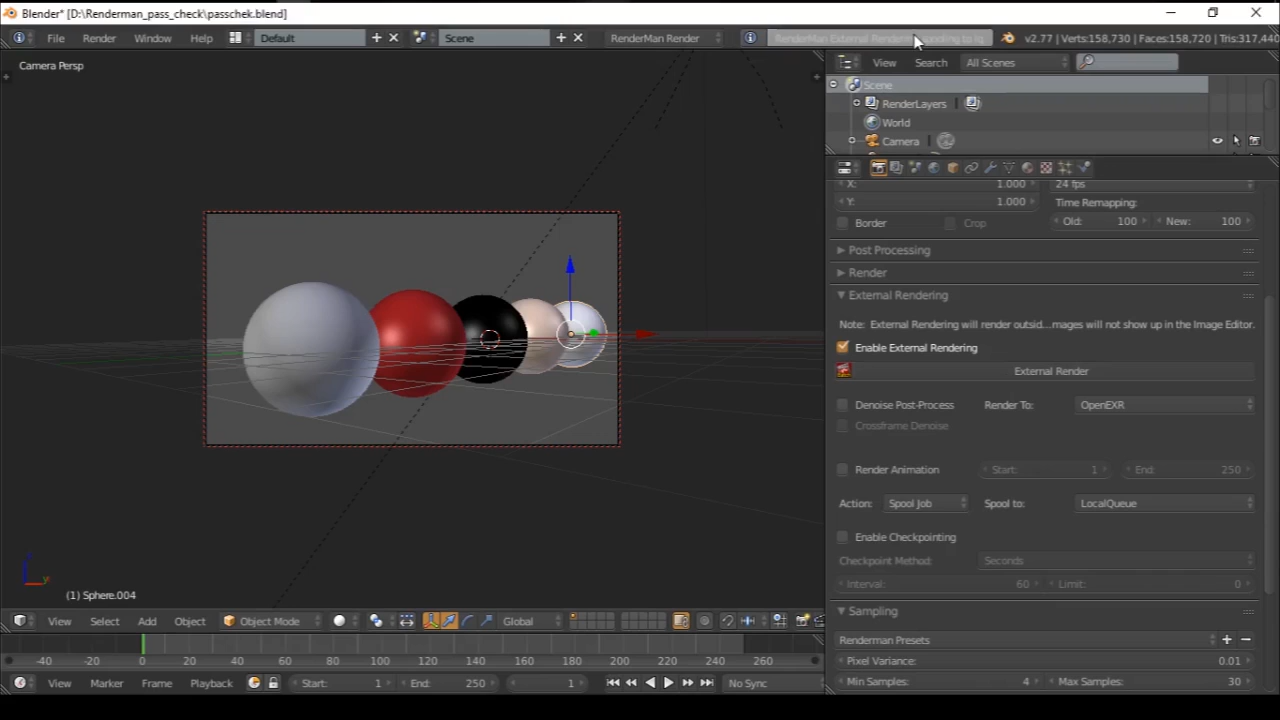 Blender* [D:\Renderman_pass_check\passchek.blend]
File Render Window Help Default Scene RenderMan Render RenderMan External Rendering spooling to v2.77 | Verts:158,730 | Faces:158,720 | Tris:317,440
Camera Persp
View Search All Scenes
Scene
RenderLayers
World
Camera
X: 1.000 24 fps
Y: 1.000 Time Remapping:
Border Crop Old: 100 New: 100
Post Processing
Render
External Rendering
Note: External Rendering will render outsid...mages will not show up in the Image Editor.
Enable External Rendering
External Render
Denoise Post-Process Render To: OpenEXR
Crossframe Denoise
Render Animation Start: 1 End: 250
Action: Spool Job Spool to: LocalQueue
Enable Checkpointing
Checkpoint Method: Seconds
Interval: 60 Limit: 0
Sampling
Renderman Presets
Pixel Variance: 0.01
Min Samples: 4 Max Samples: 30
(1) Sphere.004
View Select Add Object Object Mode Global
-40 -20 0 20 40 60 80 100 120 140 160 180 200 220 240 260
View Marker Frame Playback Start: 1 End: 250 1 No Sync